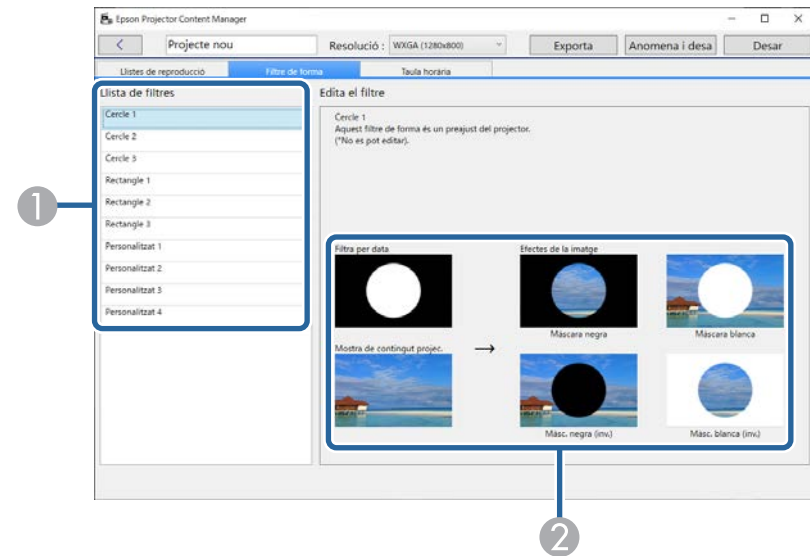 Epson Projector Content Manager
Projecte nou
Resolució :
WXGA (1280x800)
Exporta
Anomena i desa
Desar
Llistes de reproducció
Filtre de forma
Taula horària
Llista de filtres
Cercle 1
Cercle 2
Cercle 3
Rectangle 1
Rectangle 2
Rectangle 3
Personalitzat 1
Personalitzat 2
Personalitzat 3
Personalitzat 4
1
Edita el filtre
Cercle 1
Aquest filtre de forma és un preajust del projector.
(*No es pot editar).
Filtra per data
Efectes de la imatge
Màscara negra
Màscara blanca
Mostra de contingut projec.
→
Màsc. negra (inv.)
Màsc. blanca (inv.)
2